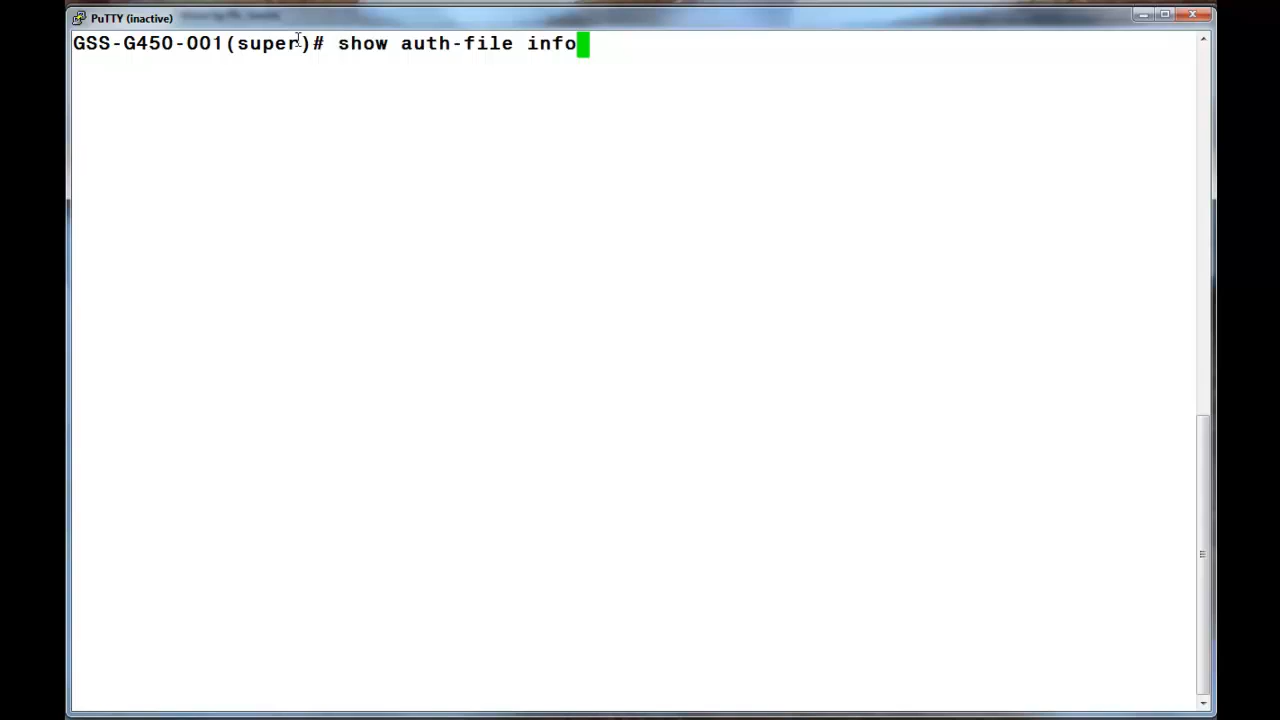 PuTTY (inactive)
GSS-G450-001(super)# show auth-file info